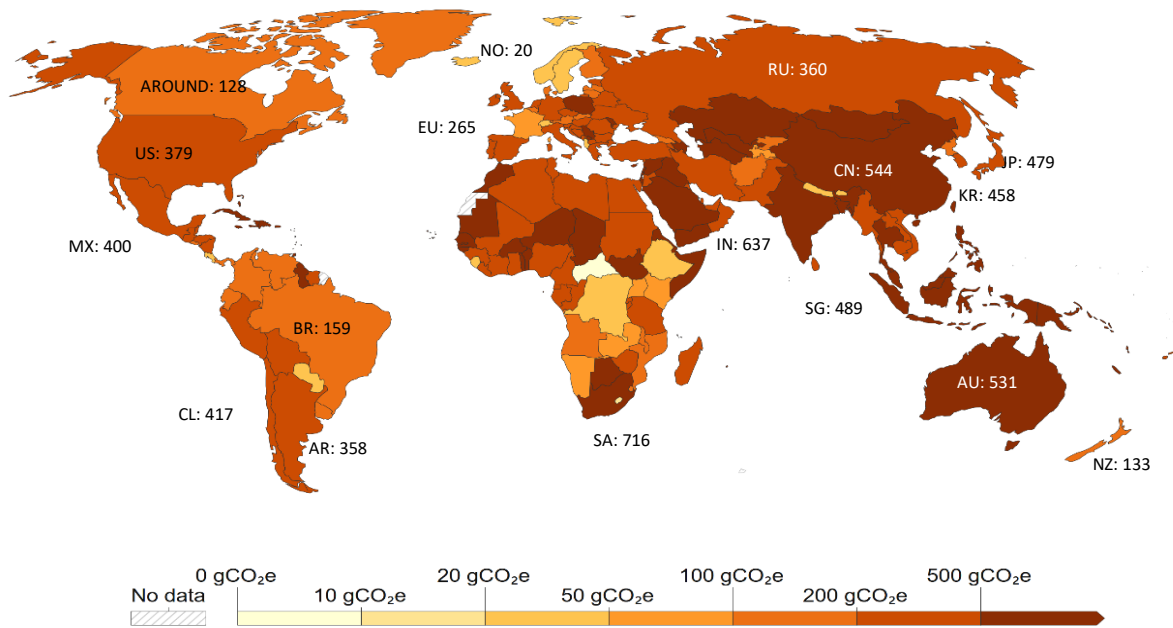 NO: 20
RU: 360
AROUND: 128
EU: 265
US: 379
JP: 479
CN: 544
KR: 458
MX: 400
IN: 637
SG: 489
BR: 159
AU: 531
CL: 417
SA: 716
AR: 358
NZ: 133
0 gCO₂e 20 gCO₂e 100 gCO₂e 500 gCO₂e
No data 10 gCO₂e 50 gCO₂e 200 gCO₂e